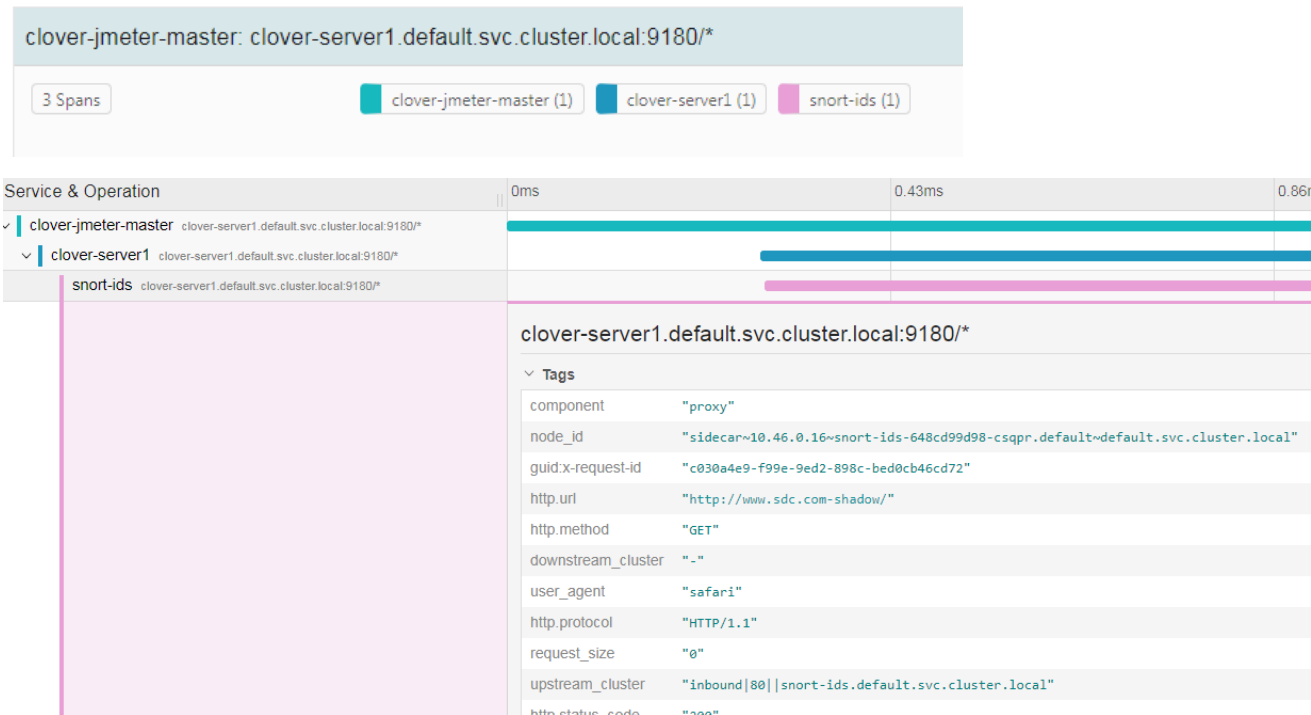 clover-jmeter-master: clover-server1.default.svc.cluster.local:9180/*
3 Spans clover-jmeter-master (1) clover-server1 (1) snort-ids (1)
Service & Operation 0ms 0.43ms 0.86m
clover-jmeter-master clover-server1.default.svc.cluster.local:9180/*
clover-server1 clover-server1.default.svc.cluster.local:9180/*
snort-ids clover-server1.default.svc.cluster.local:9180/*
clover-server1.default.svc.cluster.local:9180/*
Tags
component "proxy"
node_id "sidecar~10.46.0.16~snort-ids-648cd99d98-csqpr.default~default.svc.cluster.local"
guid:x-request-id "c030a4e9-f99e-9ed2-898c-bed0cb46cd72"
http.url "http://www.sdc.com-shadow/"
http.method "GET"
downstream_cluster "-"
user_agent "safari"
http.protocol "HTTP/1.1"
request_size "0"
upstream_cluster "inbound|80||snort-ids.default.svc.cluster.local"
http.status_code "200"